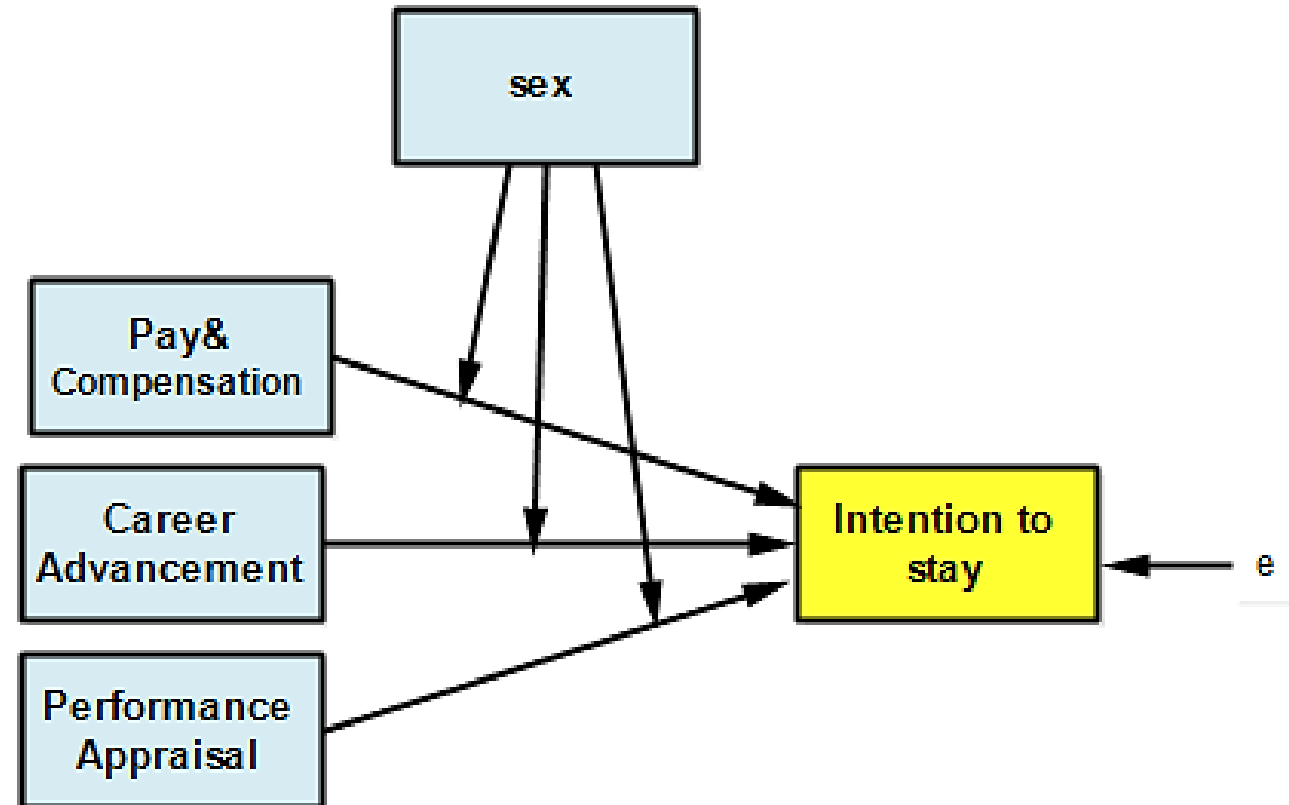 sex
Pay&
Compensation
Career
Advancement
Performance
Appraisal
Intention to
stay
e